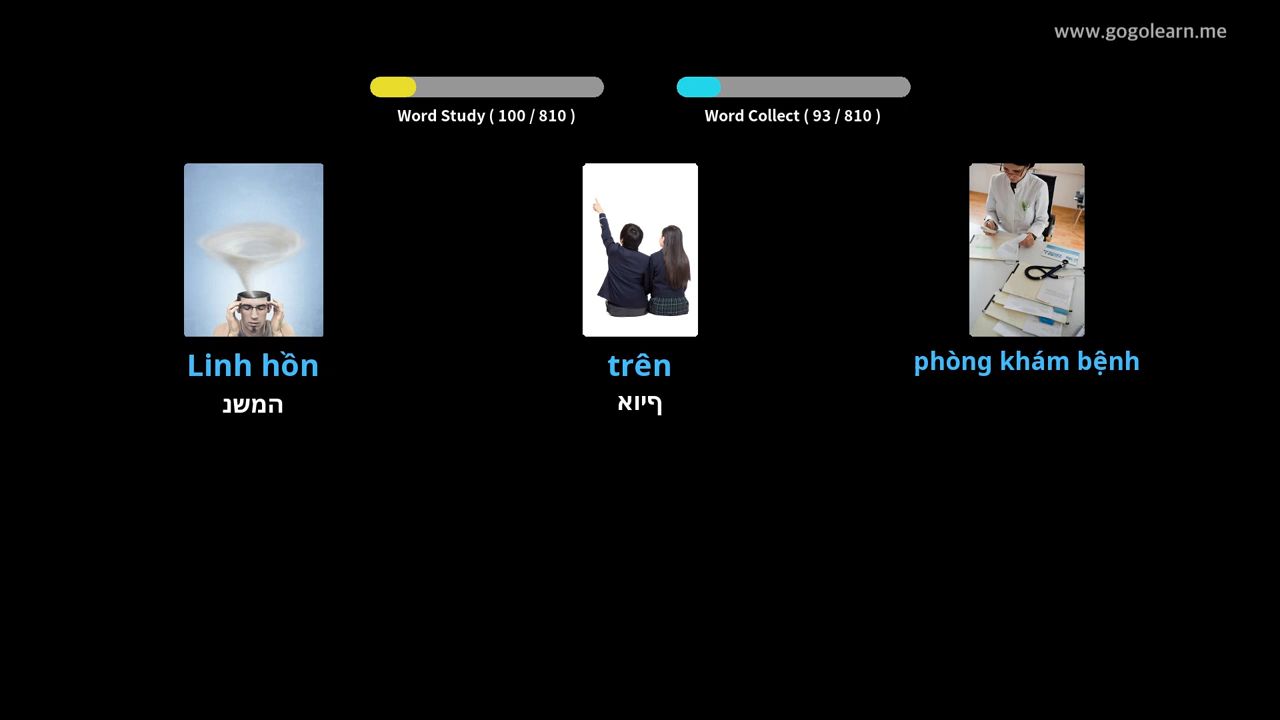 www.gogolearn.me
Word Study ( 100 / 810 )
Word Collect ( 93 / 810 )
Linh hồn
המשנ
trên
ףיוא
phòng khám bệnh